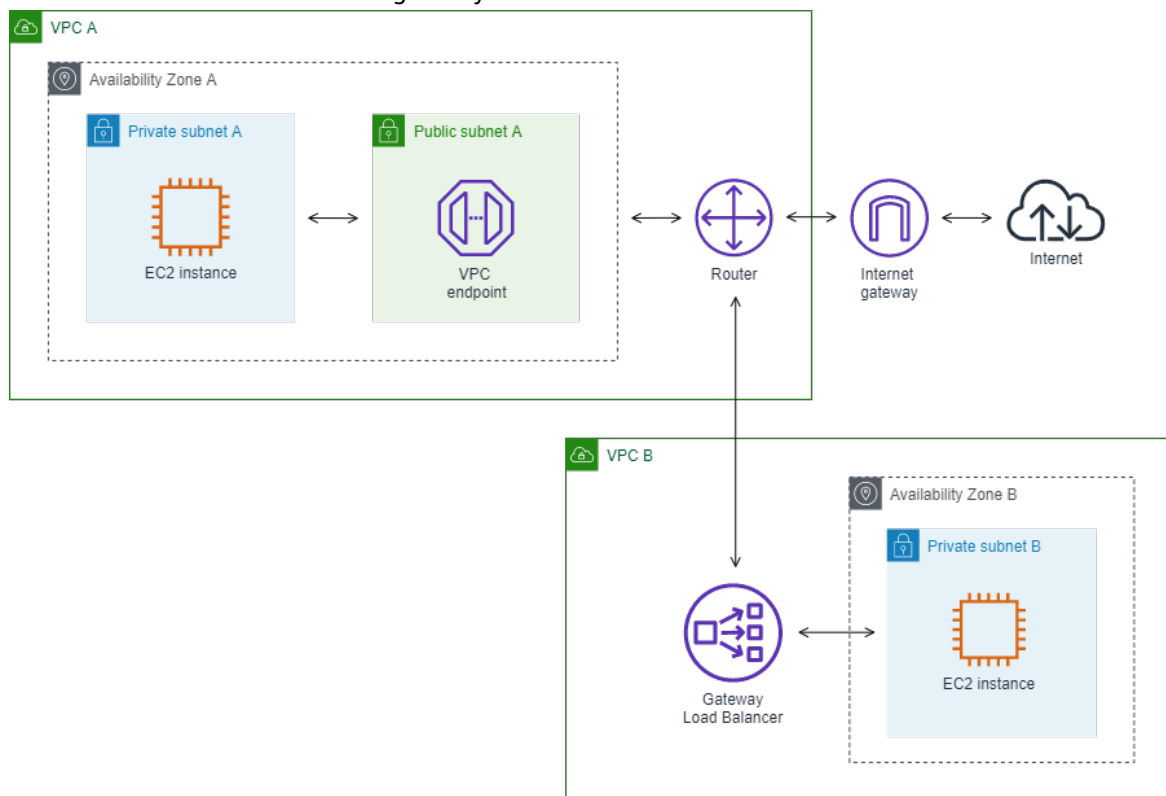 VPC A
Availability Zone A
Private subnet A
Public subnet A
EC2 instance
VPC
endpoint
Router
Internet
gateway
Internet
VPC B
Availability Zone B
Private subnet B
EC2 instance
Gateway
Load Balancer